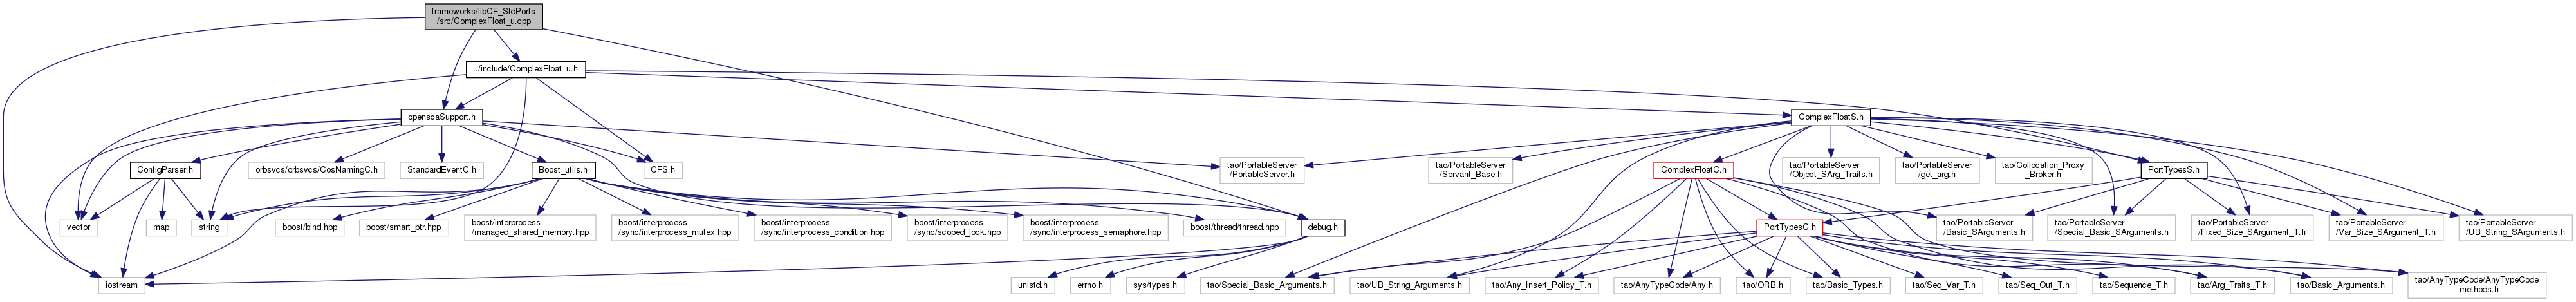 frameworks/libCF_StdPorts
/src/ComplexFloat_u.cpp
../include/ComplexFloat_u.h
openscaSupport.h
ComplexFloatS.h
ConfigParser.h
orbsvcs/orbsvcs/CosNamingC.h
StandardEventC.h
Boost_utils.h
CFS.h
tao/PortableServer
/PortableServer.h
tao/PortableServer
/Servant_Base.h
ComplexFloatC.h
tao/PortableServer
/Object_SArg_Traits.h
tao/PortableServer
/get_arg.h
tao/Collocation_Proxy
_Broker.h
PortTypesS.h
vector
map
string
boost/bind.hpp
boost/smart_ptr.hpp
boost/interprocess
/managed_shared_memory.hpp
boost/interprocess
/sync/interprocess_mutex.hpp
boost/interprocess
/sync/interprocess_condition.hpp
boost/interprocess
/sync/scoped_lock.hpp
boost/interprocess
/sync/interprocess_semaphore.hpp
boost/thread/thread.hpp
debug.h
PortTypesC.h
tao/PortableServer
/Basic_SArguments.h
tao/PortableServer
/Special_Basic_SArguments.h
tao/PortableServer
/Fixed_Size_SArgument_T.h
tao/PortableServer
/Var_Size_SArgument_T.h
tao/PortableServer
/UB_String_SArguments.h
iostream
unistd.h
errno.h
sys/types.h
tao/Special_Basic_Arguments.h
tao/UB_String_Arguments.h
tao/Any_Insert_Policy_T.h
tao/AnyTypeCode/Any.h
tao/ORB.h
tao/Basic_Types.h
tao/Seq_Var_T.h
tao/Seq_Out_T.h
tao/Sequence_T.h
tao/Arg_Traits_T.h
tao/Basic_Arguments.h
tao/AnyTypeCode/AnyTypeCode
_methods.h